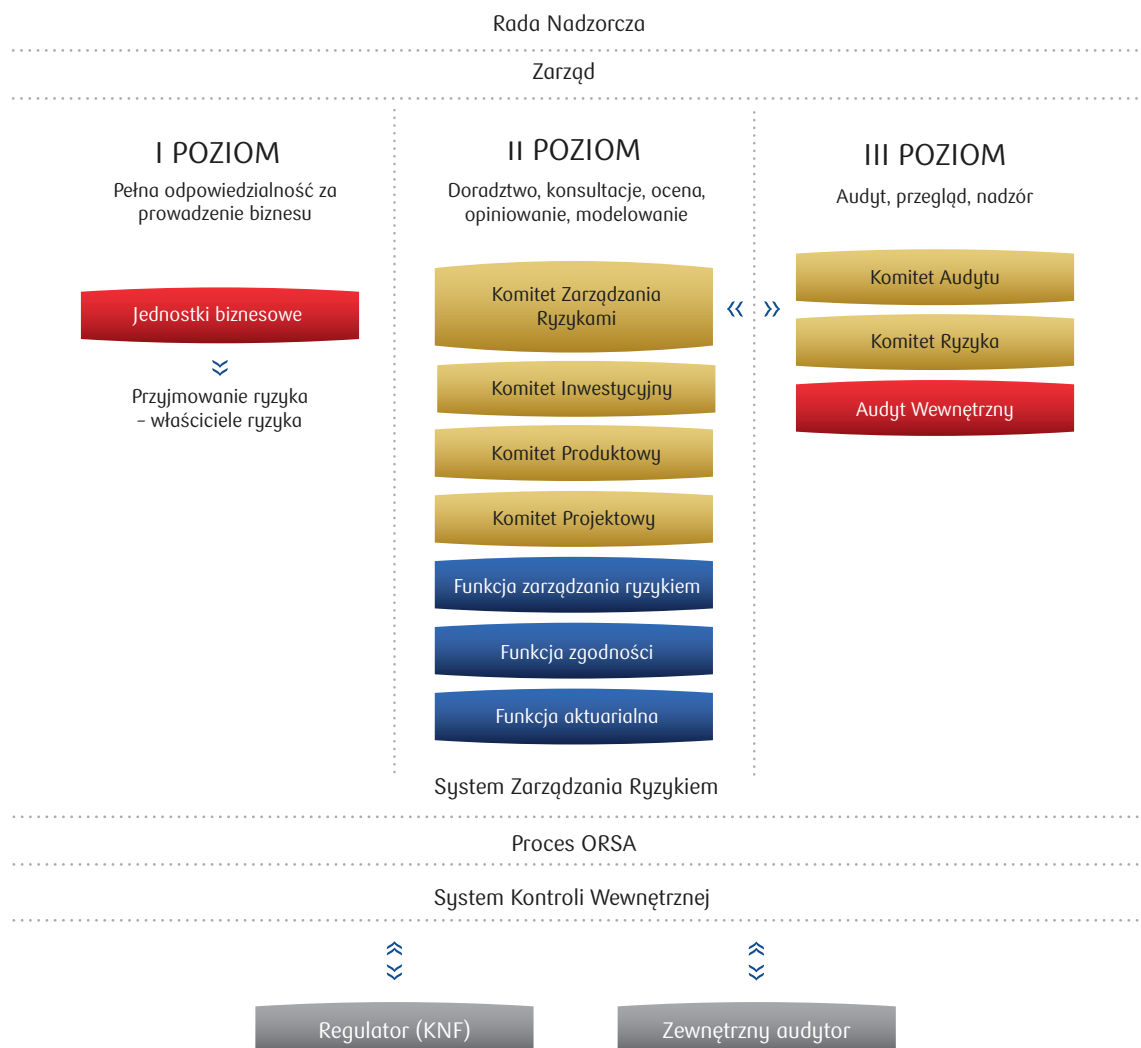 Rada Nadzorcza
Zarząd
I POZIOM
Pełna odpowiedzialność za
prowadzenie biznesu
Jednostki biznesowe
Przyjmowanie ryzyka
– właściciele ryzyka
II POZIOM
Doradztwo, konsultacje, ocena,
opiniowanie, modelowanie
Komitet Zarządzania
Ryzykami
Komitet Inwestycyjny
Komitet Produktowy
Komitet Projektowy
Funkcja zarządzania ryzykiem
Funkcja zgodności
Funkcja aktuarialna
III POZIOM
Audyt, przegląd, nadzór
Komitet Audytu
Komitet Ryzyka
Audyt Wewnętrzny
System Zarządzania Ryzykiem
Proces ORSA
System Kontroli Wewnętrznej
Regulator (KNF)
Zewnętrzny audytor